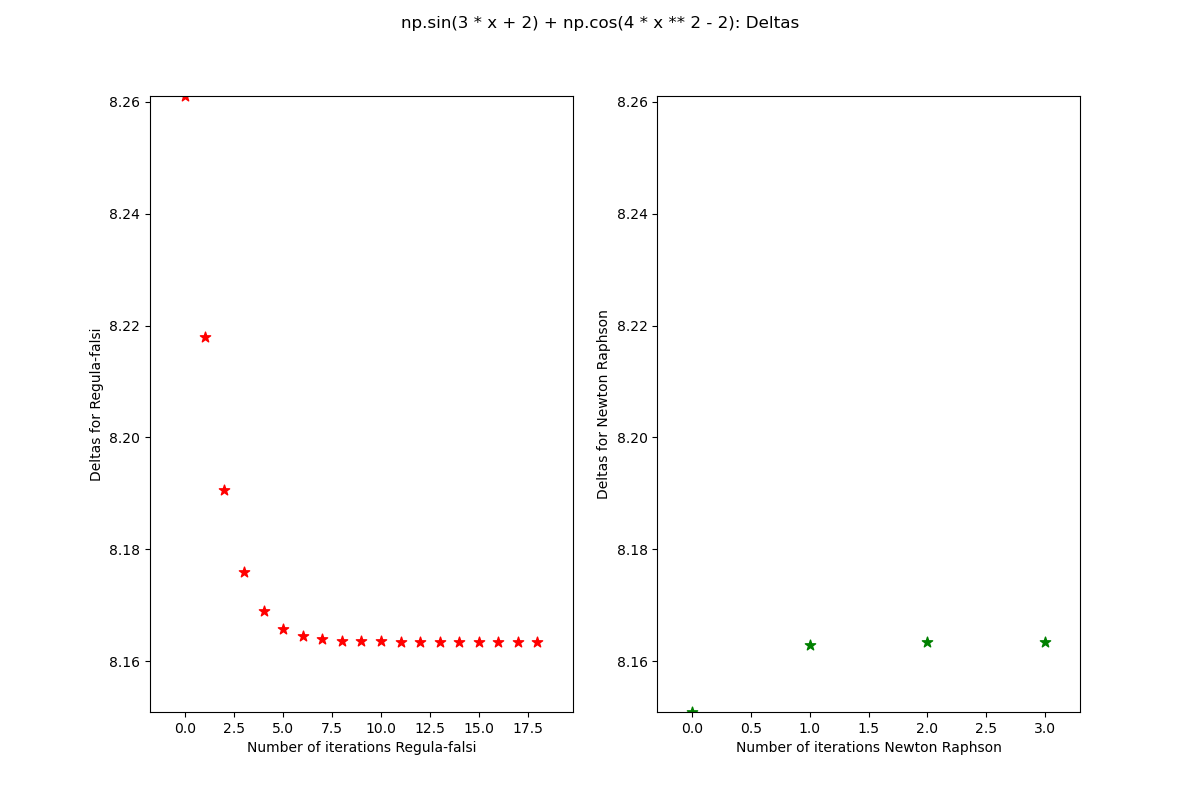 np.sin(3 * x + 2) + np.cos(4 * x ** 2 - 2): Deltas
8.26
8.24
8.22
8.20
8.18
8.16
Deltas for Regula-falsi
0.0 2.5 5.0 7.5 10.0 12.5 15.0 17.5
Number of iterations Regula-falsi
8.26
8.24
8.22
8.20
8.18
8.16
Deltas for Newton Raphson
0.0 0.5 1.0 1.5 2.0 2.5 3.0
Number of iterations Newton Raphson